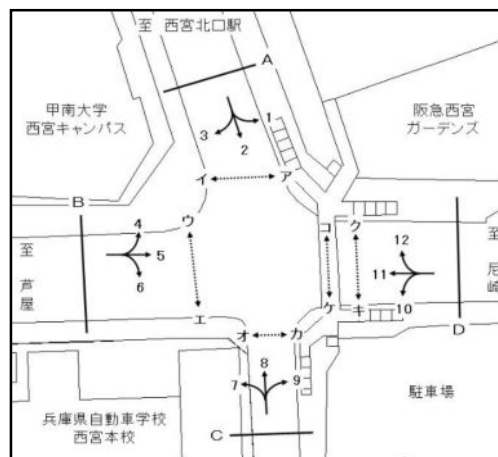 至 西宮北口駅
A
甲南大学
西宮キャンパス
阪急西宮
ガーデンズ
1
3
2
イ
ア
B
ウ
コ
ク
4
5
6
12
11
10
至 芦屋
至 尼崎
エ
ケ
キ
オ
カ
D
8
7
9
兵庫県自動車学校
西宮本校
C
駐車場